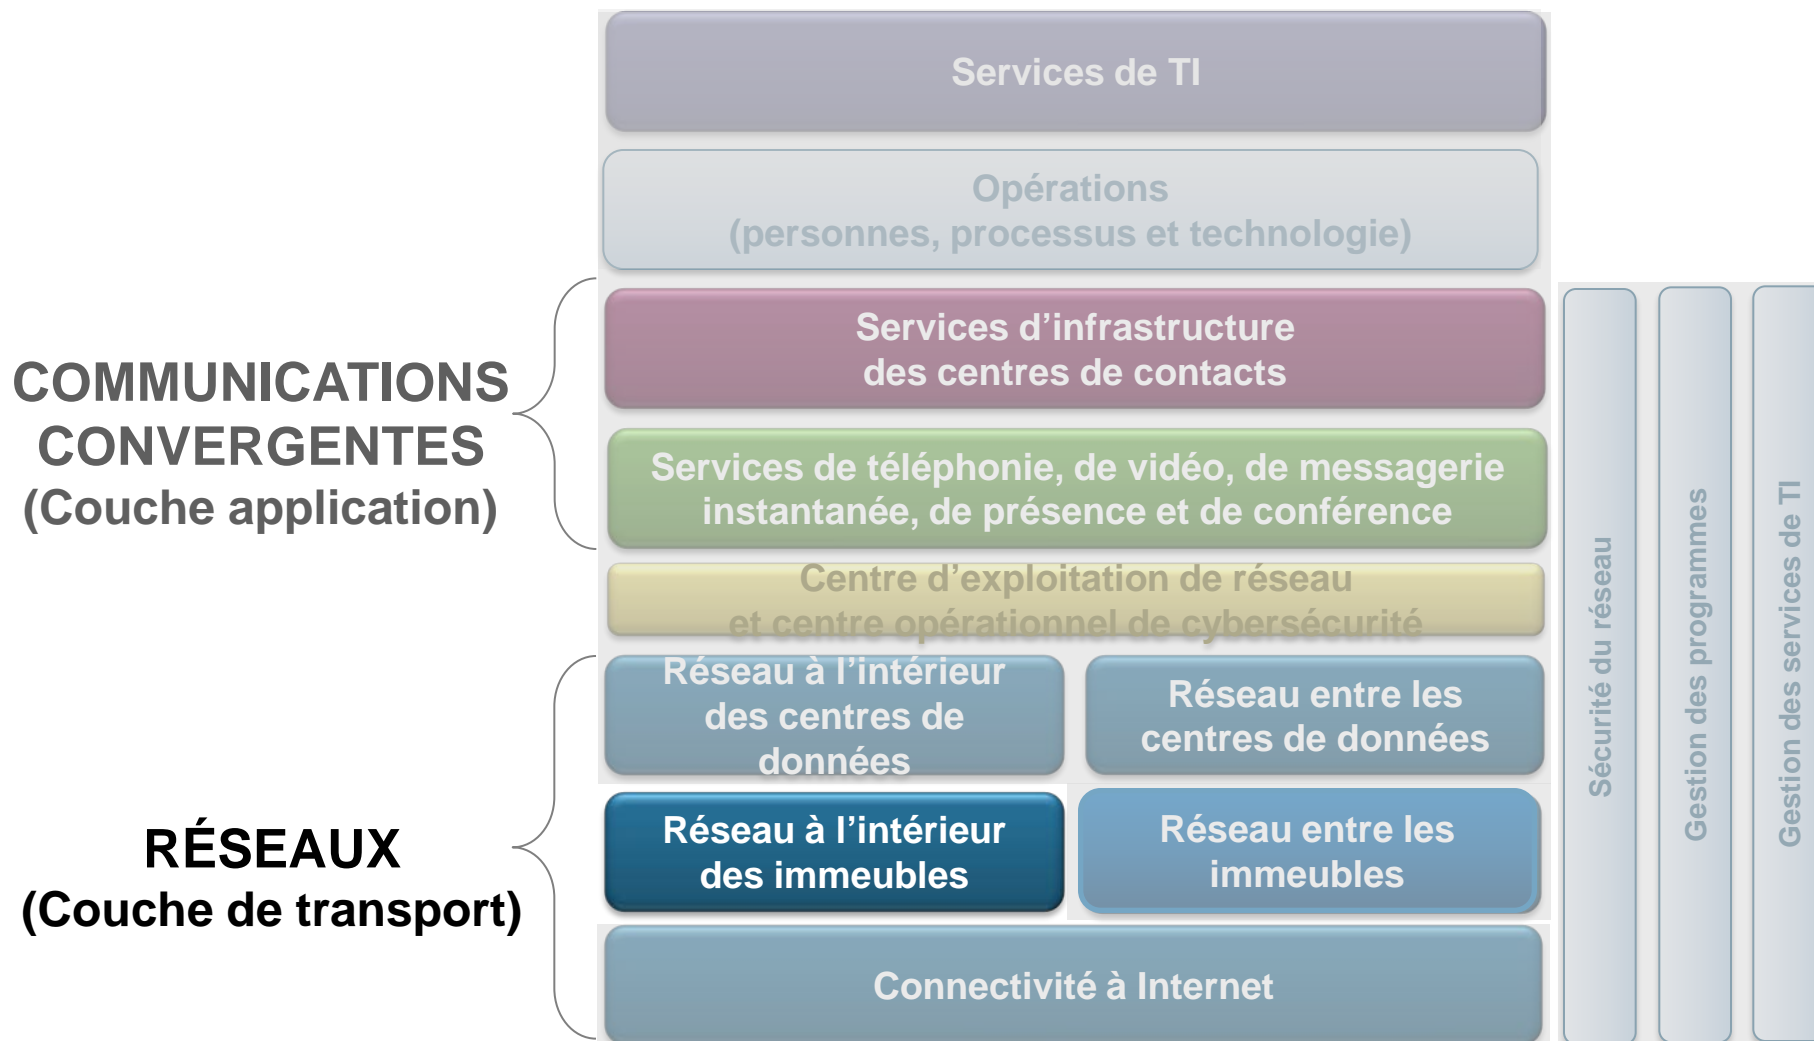 Services de TI
Opérations
(personnes, processus et technologie)
COMMUNICATIONS
CONVERGENTES
(Couche application)
Services d’infrastructure
des centres de contacts
Services de téléphonie, de vidéo, de messagerie
instantanée, de présence et de conférence
Centre d’exploitation de réseau
et centre opérationnel de cybersécurité
RÉSEAUX
(Couche de transport)
Réseau à l’intérieur
des centres de
données
Réseau entre les
centres de données
Réseau à l’intérieur
des immeubles
Réseau entre les
immeubles
Connectivité à Internet
Sécurité du réseau
Gestion des programmes
Gestion des services de TI